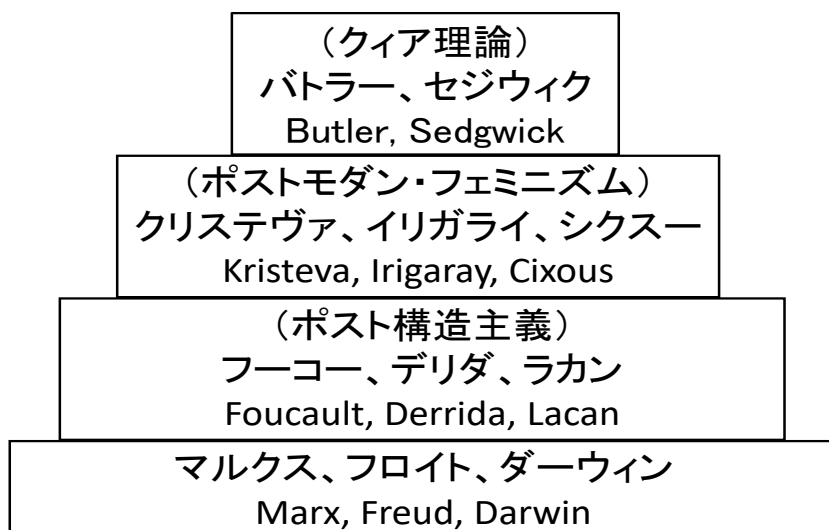 （クィア理論）
バトラー、セジウィク
Butler, Sedgwick
（ポストモダン・フェミニズム）
クリステヴァ、イリガライ、シクスー
Kristeva, Irigaray, Cixous
（ポスト構造主義）
フーコー、デリダ、ラカン
Foucault, Derrida, Lacan
マルクス、フロイト、ダーウィン
Marx, Freud, Darwin